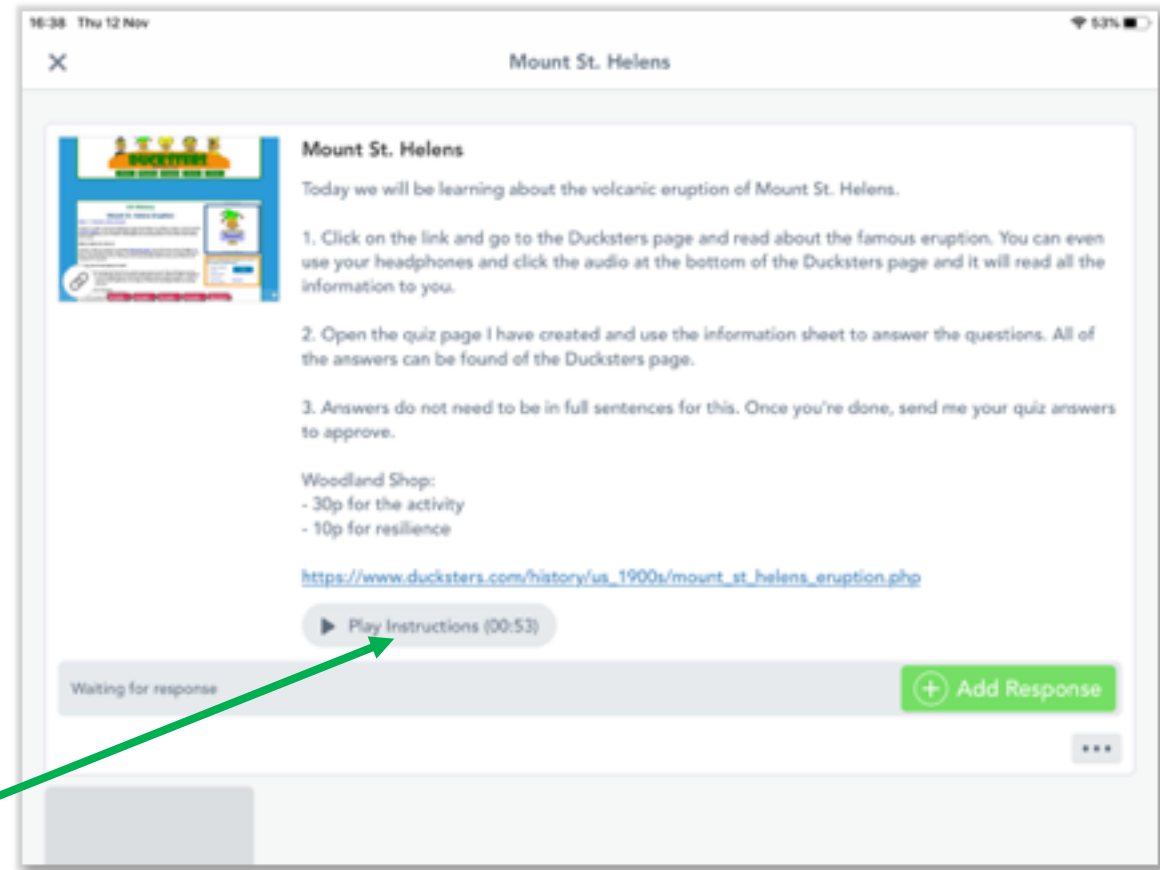 16:38 Thu 12 Nov
53%
Mount St. Helens
DUCKSTERS
Mount St. Helens
Today we will be learning about the volcanic eruption of Mount St. Helens.
1. Click on the link and go to the Ducksters page and read about the famous eruption. You can even
use your headphones and click the audio at the bottom of the Ducksters page and it will read all the
information to you.
2. Open the quiz page I have created and use the information sheet to answer the questions. All of
the answers can be found of the Ducksters page.
3. Answers do not need to be in full sentences for this. Once you're done, send me your quiz answers
to approve.
Woodland Shop:
- 30p for the activity
- 10p for resilience
https://www.ducksters.com/history/us_1900s/mount_st_helens_eruption.php
Play Instructions (00:53)
Waiting for response
Add Response